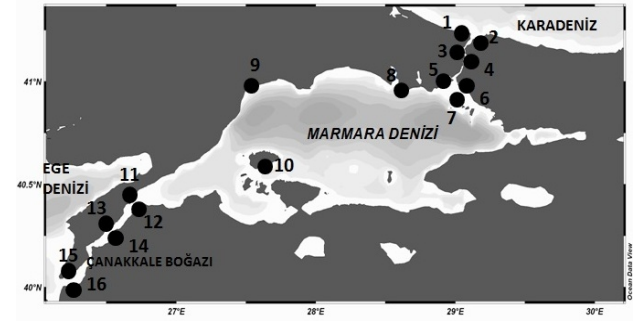 KARADENİZ
1
2
3
4
5
6
7
8
9
41°N
MARMARA DENİZİ
10
EGE
DENİZİ
11
12
40.5°N
13
14
15
ÇANAKKALE BOĞAZI
16
40°N
27°E
28°E
29°E
30°E
Ocean Data View